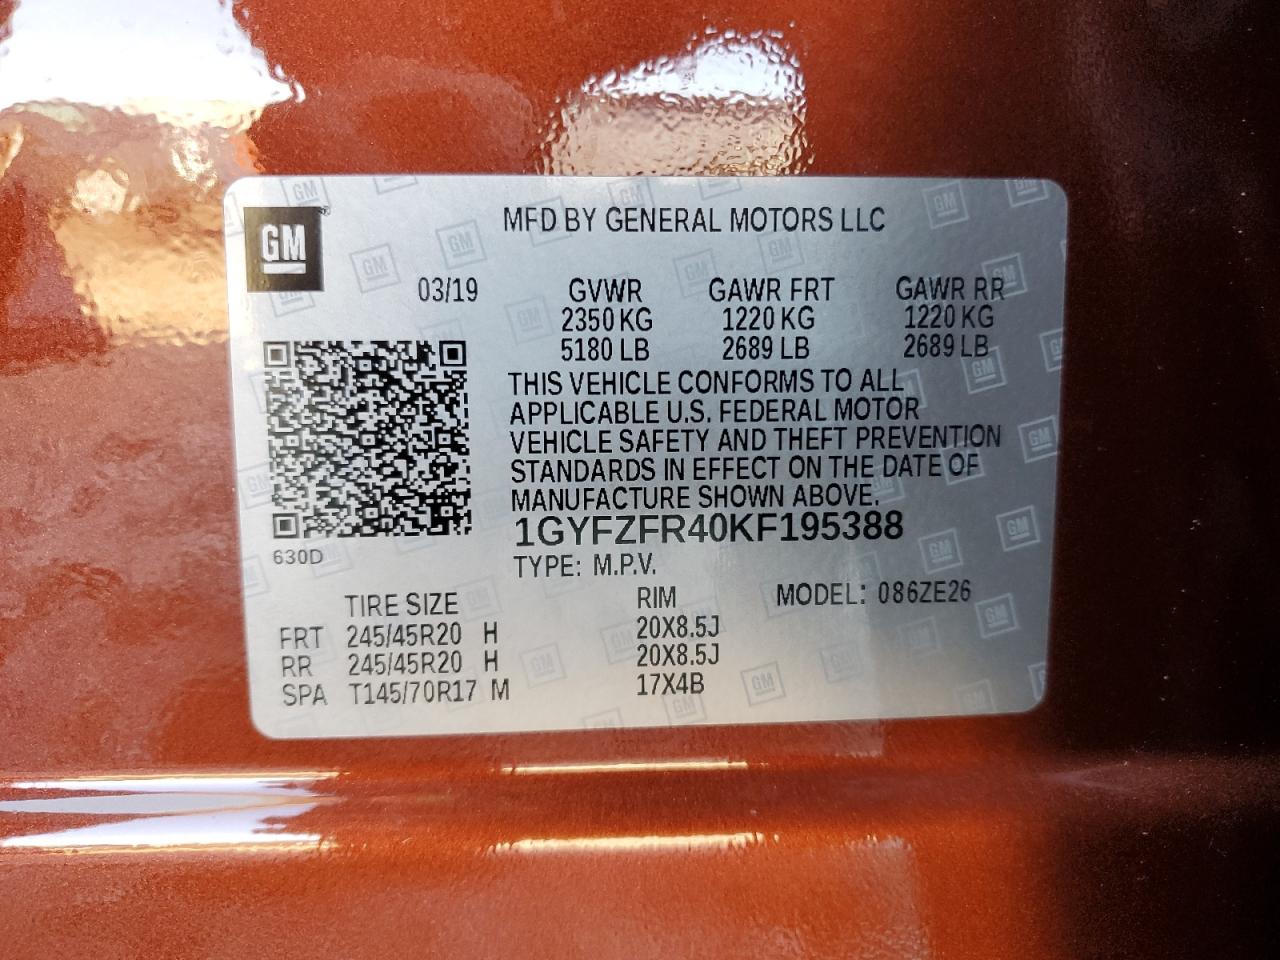 GM
MFD BY GENERAL MOTORS LLC
03/19 GVWR GAWR FRT GAWR RR
2350 KG 1220 KG 1220 KG
5180 LB 2689 LB 2689 LB
THIS VEHICLE CONFORMS TO ALL
APPLICABLE U.S. FEDERAL MOTOR
VEHICLE SAFETY AND THEFT PREVENTION
STANDARDS IN EFFECT ON THE DATE OF
MANUFACTURE SHOWN ABOVE.
1GYFZFR40KF195388
630D
TYPE: M.P.V.
TIRE SIZE RIM MODEL: 086ZE26
FRT 245/45R20 H 20X8.5J
RR 245/45R20 H 20X8.5J
SPA T145/70R17 M 17X4B